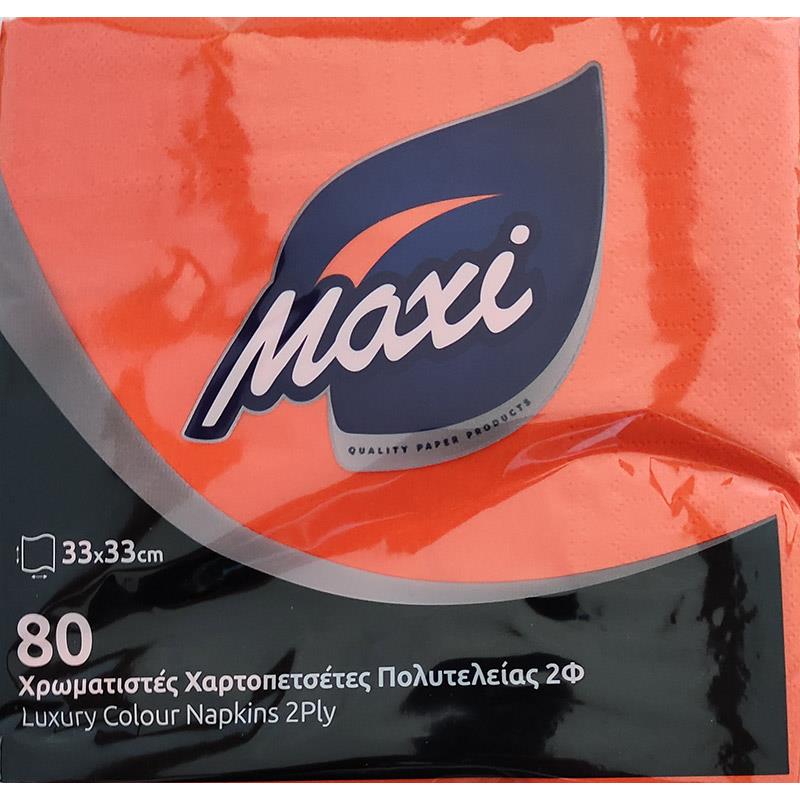 Maxi
QUALITY PAPER PRODUCTS
33x33cm
80
Χρωματιστές Χαρτοπετσέτες Πολυτελείας 2Φ
Luxury Colour Napkins 2Ply